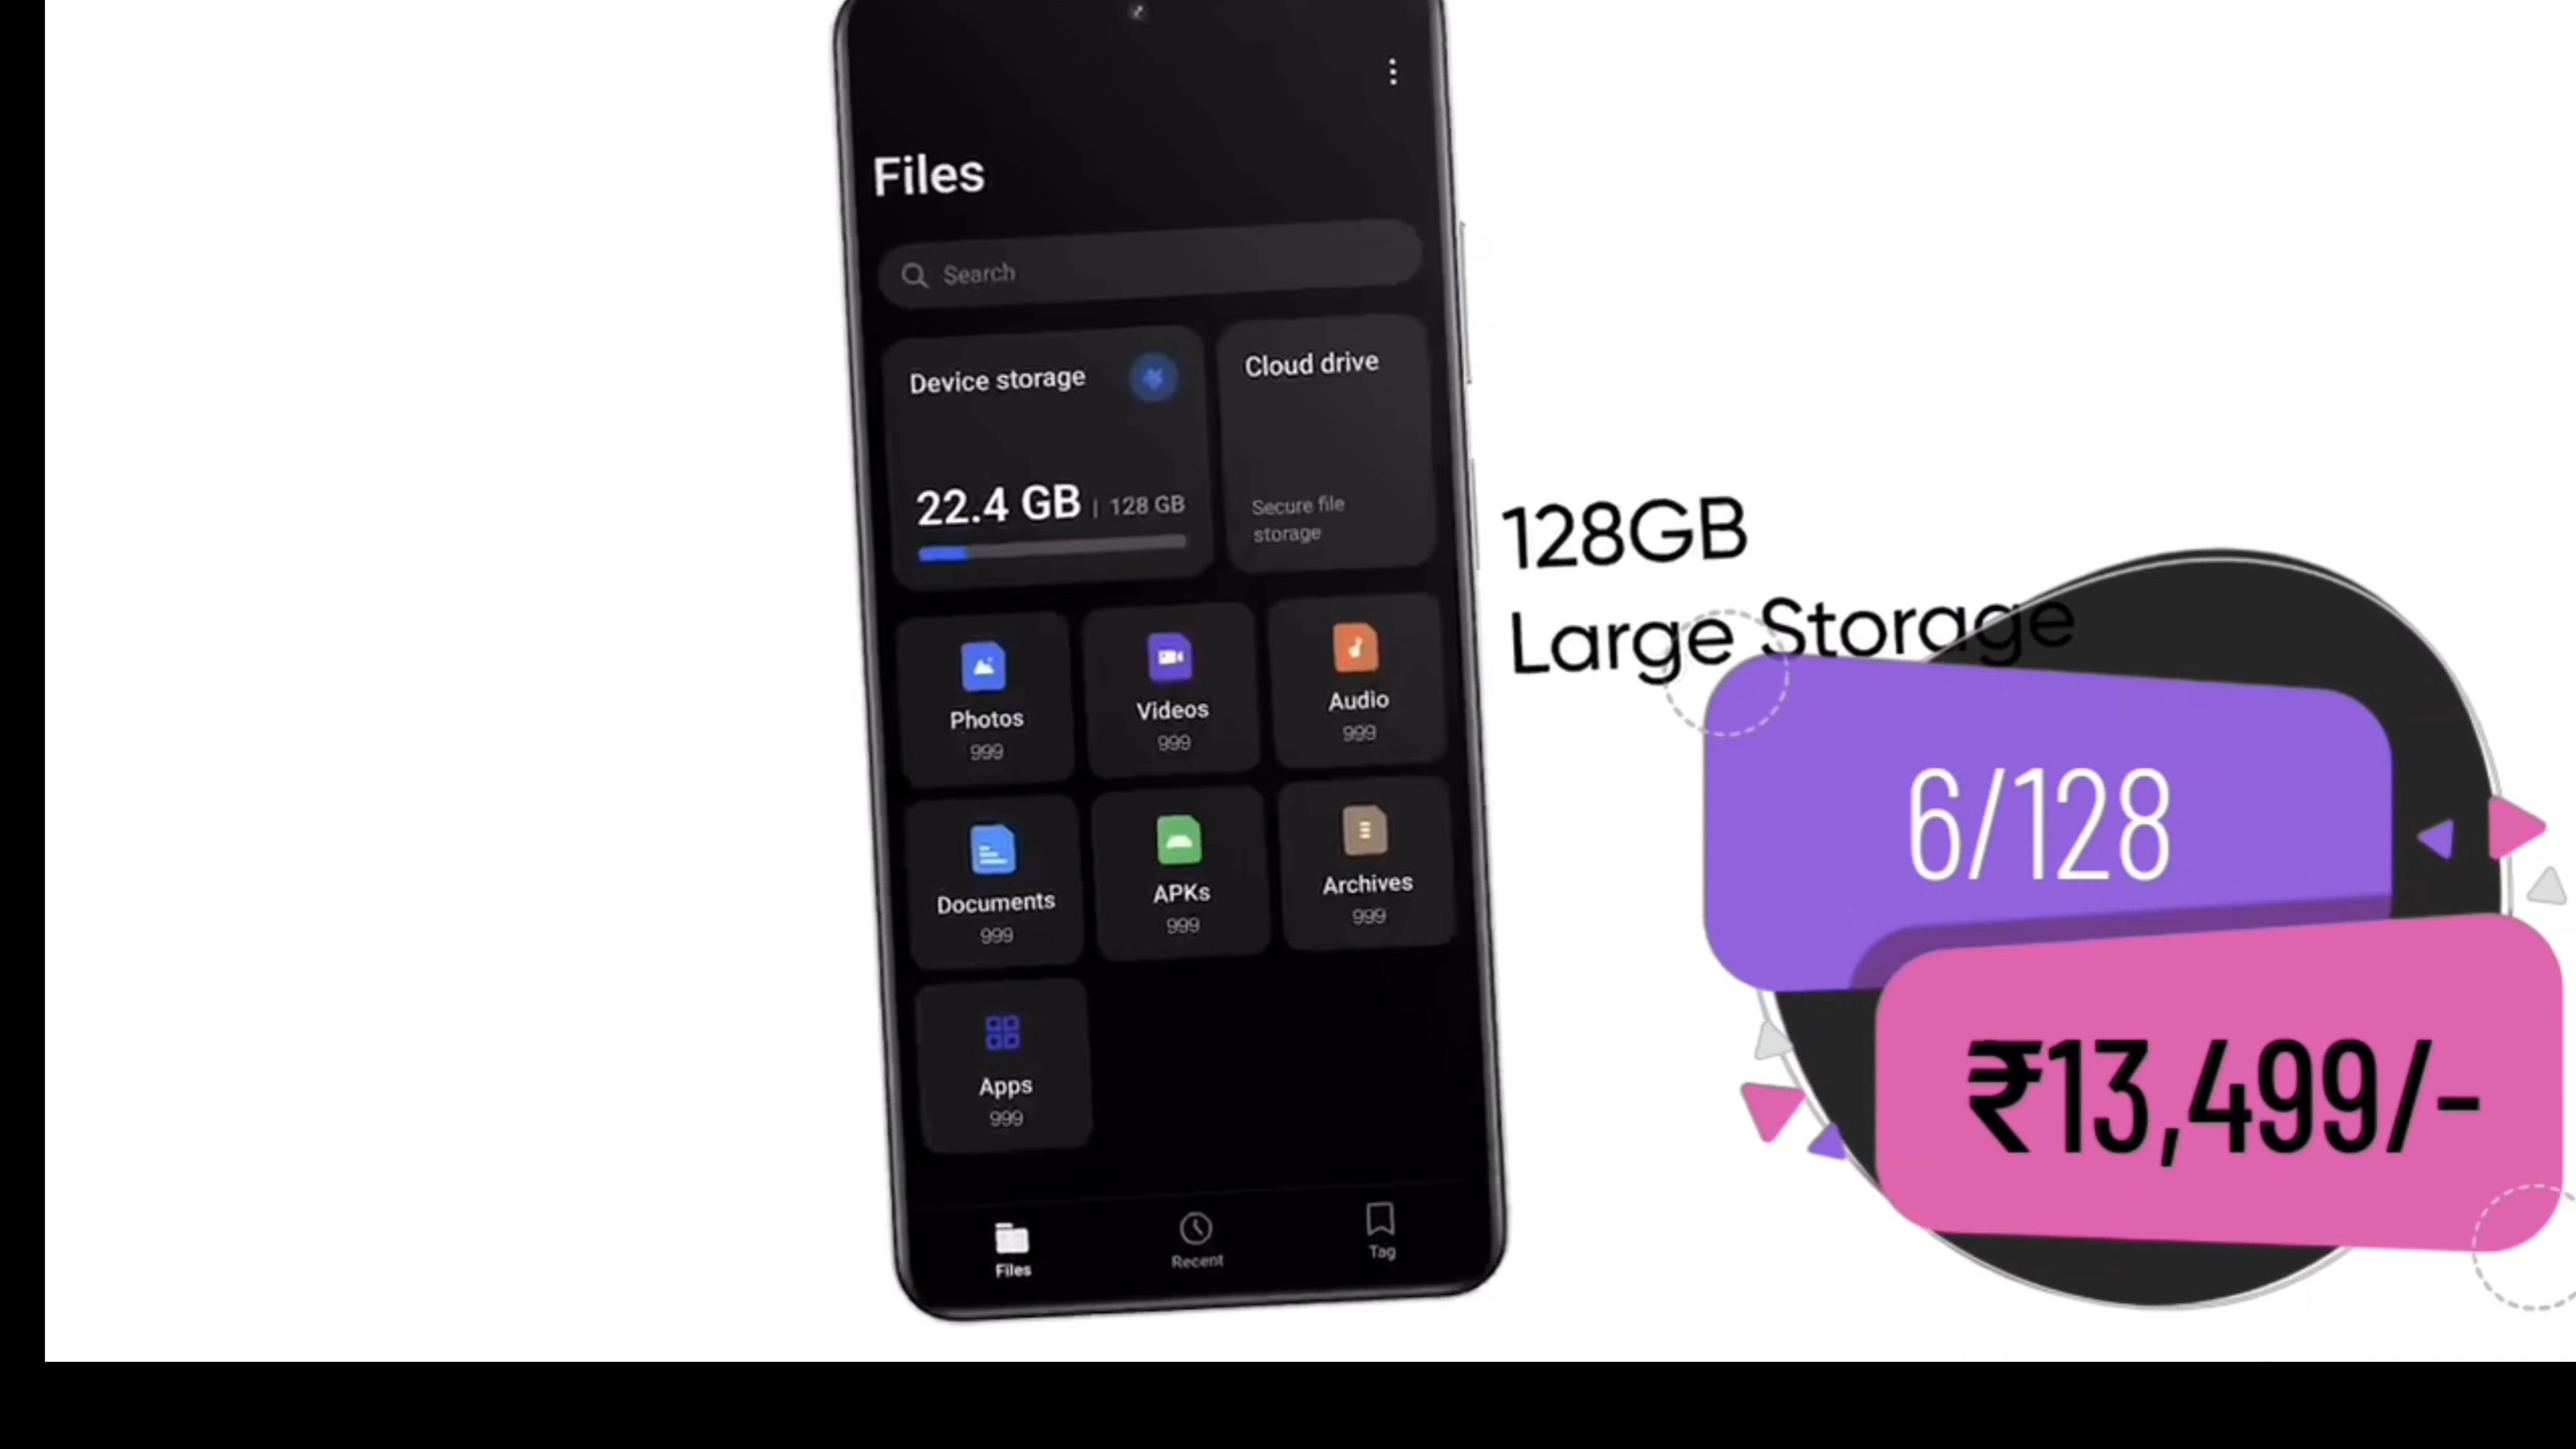 Files
Search
Device storage
22.4 GB | 128 GB
Cloud drive
Secure file
storage
Photos
999
Videos
999
Audio
999
Documents
999
APKs
999
Archives
999
Apps
999
Files
Recent
Tag
128GB
Large Storage
6/128
₹13,499/-